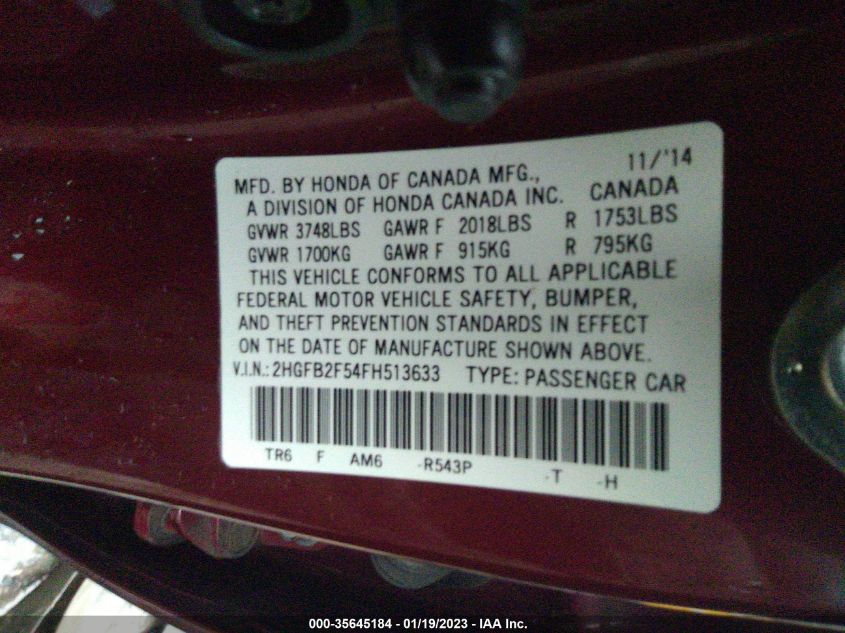 11/'14
MFD. BY HONDA OF CANADA MFG.,
A DIVISION OF HONDA CANADA INC. CANADA
GVWR 3748LBS GAWR F 2018LBS R 1753LBS
GVWR 1700KG GAWR F 915KG R 795KG
THIS VEHICLE CONFORMS TO ALL APPLICABLE
FEDERAL MOTOR VEHICLE SAFETY, BUMPER,
AND THEFT PREVENTION STANDARDS IN EFFECT
ON THE DATE OF MANUFACTURE SHOWN ABOVE.
V.I.N.: 2HGFB2F54FH513633 TYPE: PASSENGER CAR
TR6 F AM6 -R543P -T -H
000-35645184 - 01/19/2023 - IAA Inc.